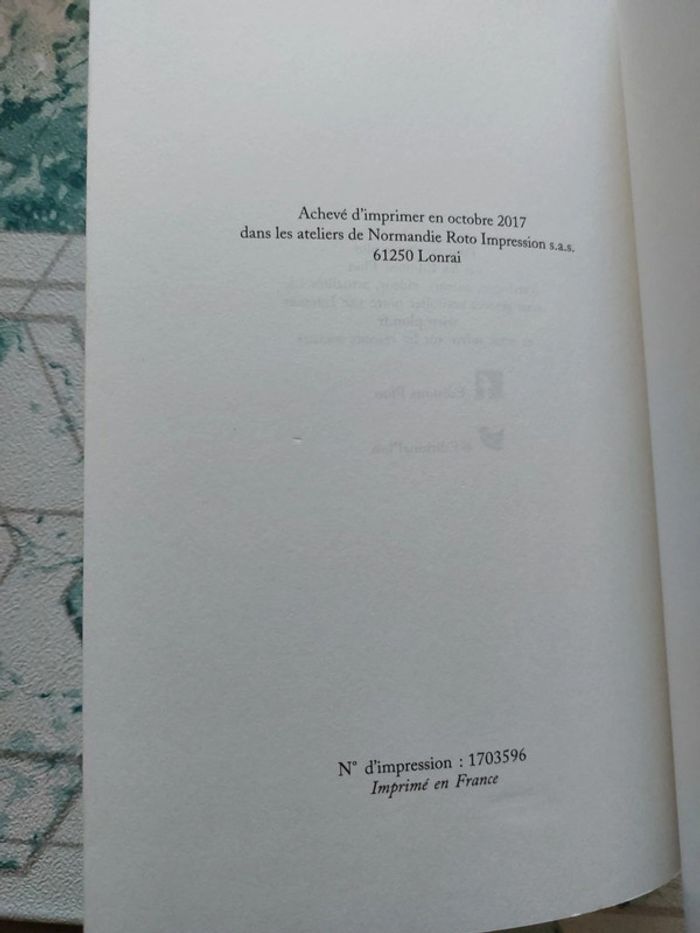 Achevé d'imprimer en octobre 2017
dans les ateliers de Normandie Roto Impression s.a.s.
61250 Lonrai
N° d'impression : 1703596
Imprimé en France